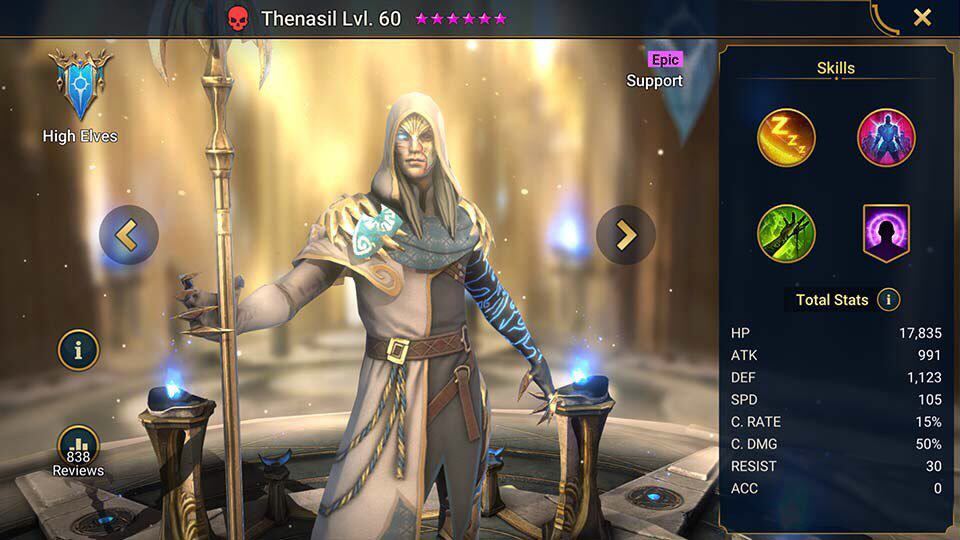 Thenasil Lvl. 60
High Elves
Epic
Support
838
Reviews
Skills
Z z z
Total Stats
HP 17,835
ATK 991
DEF 1,123
SPD 105
C. RATE 15%
C. DMG 50%
RESIST 30
ACC 0